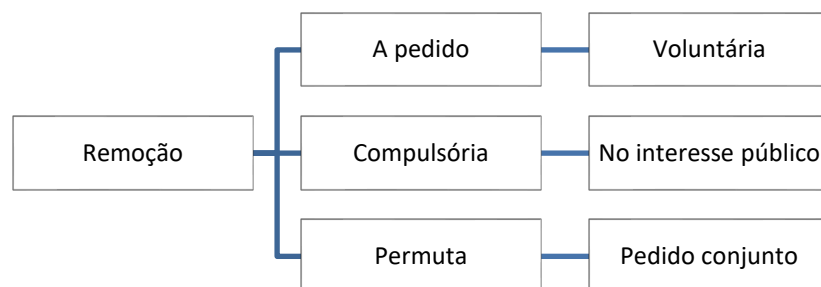 A pedido
Voluntária
Remoção
Compulsória
No interesse público
Permuta
Pedido conjunto